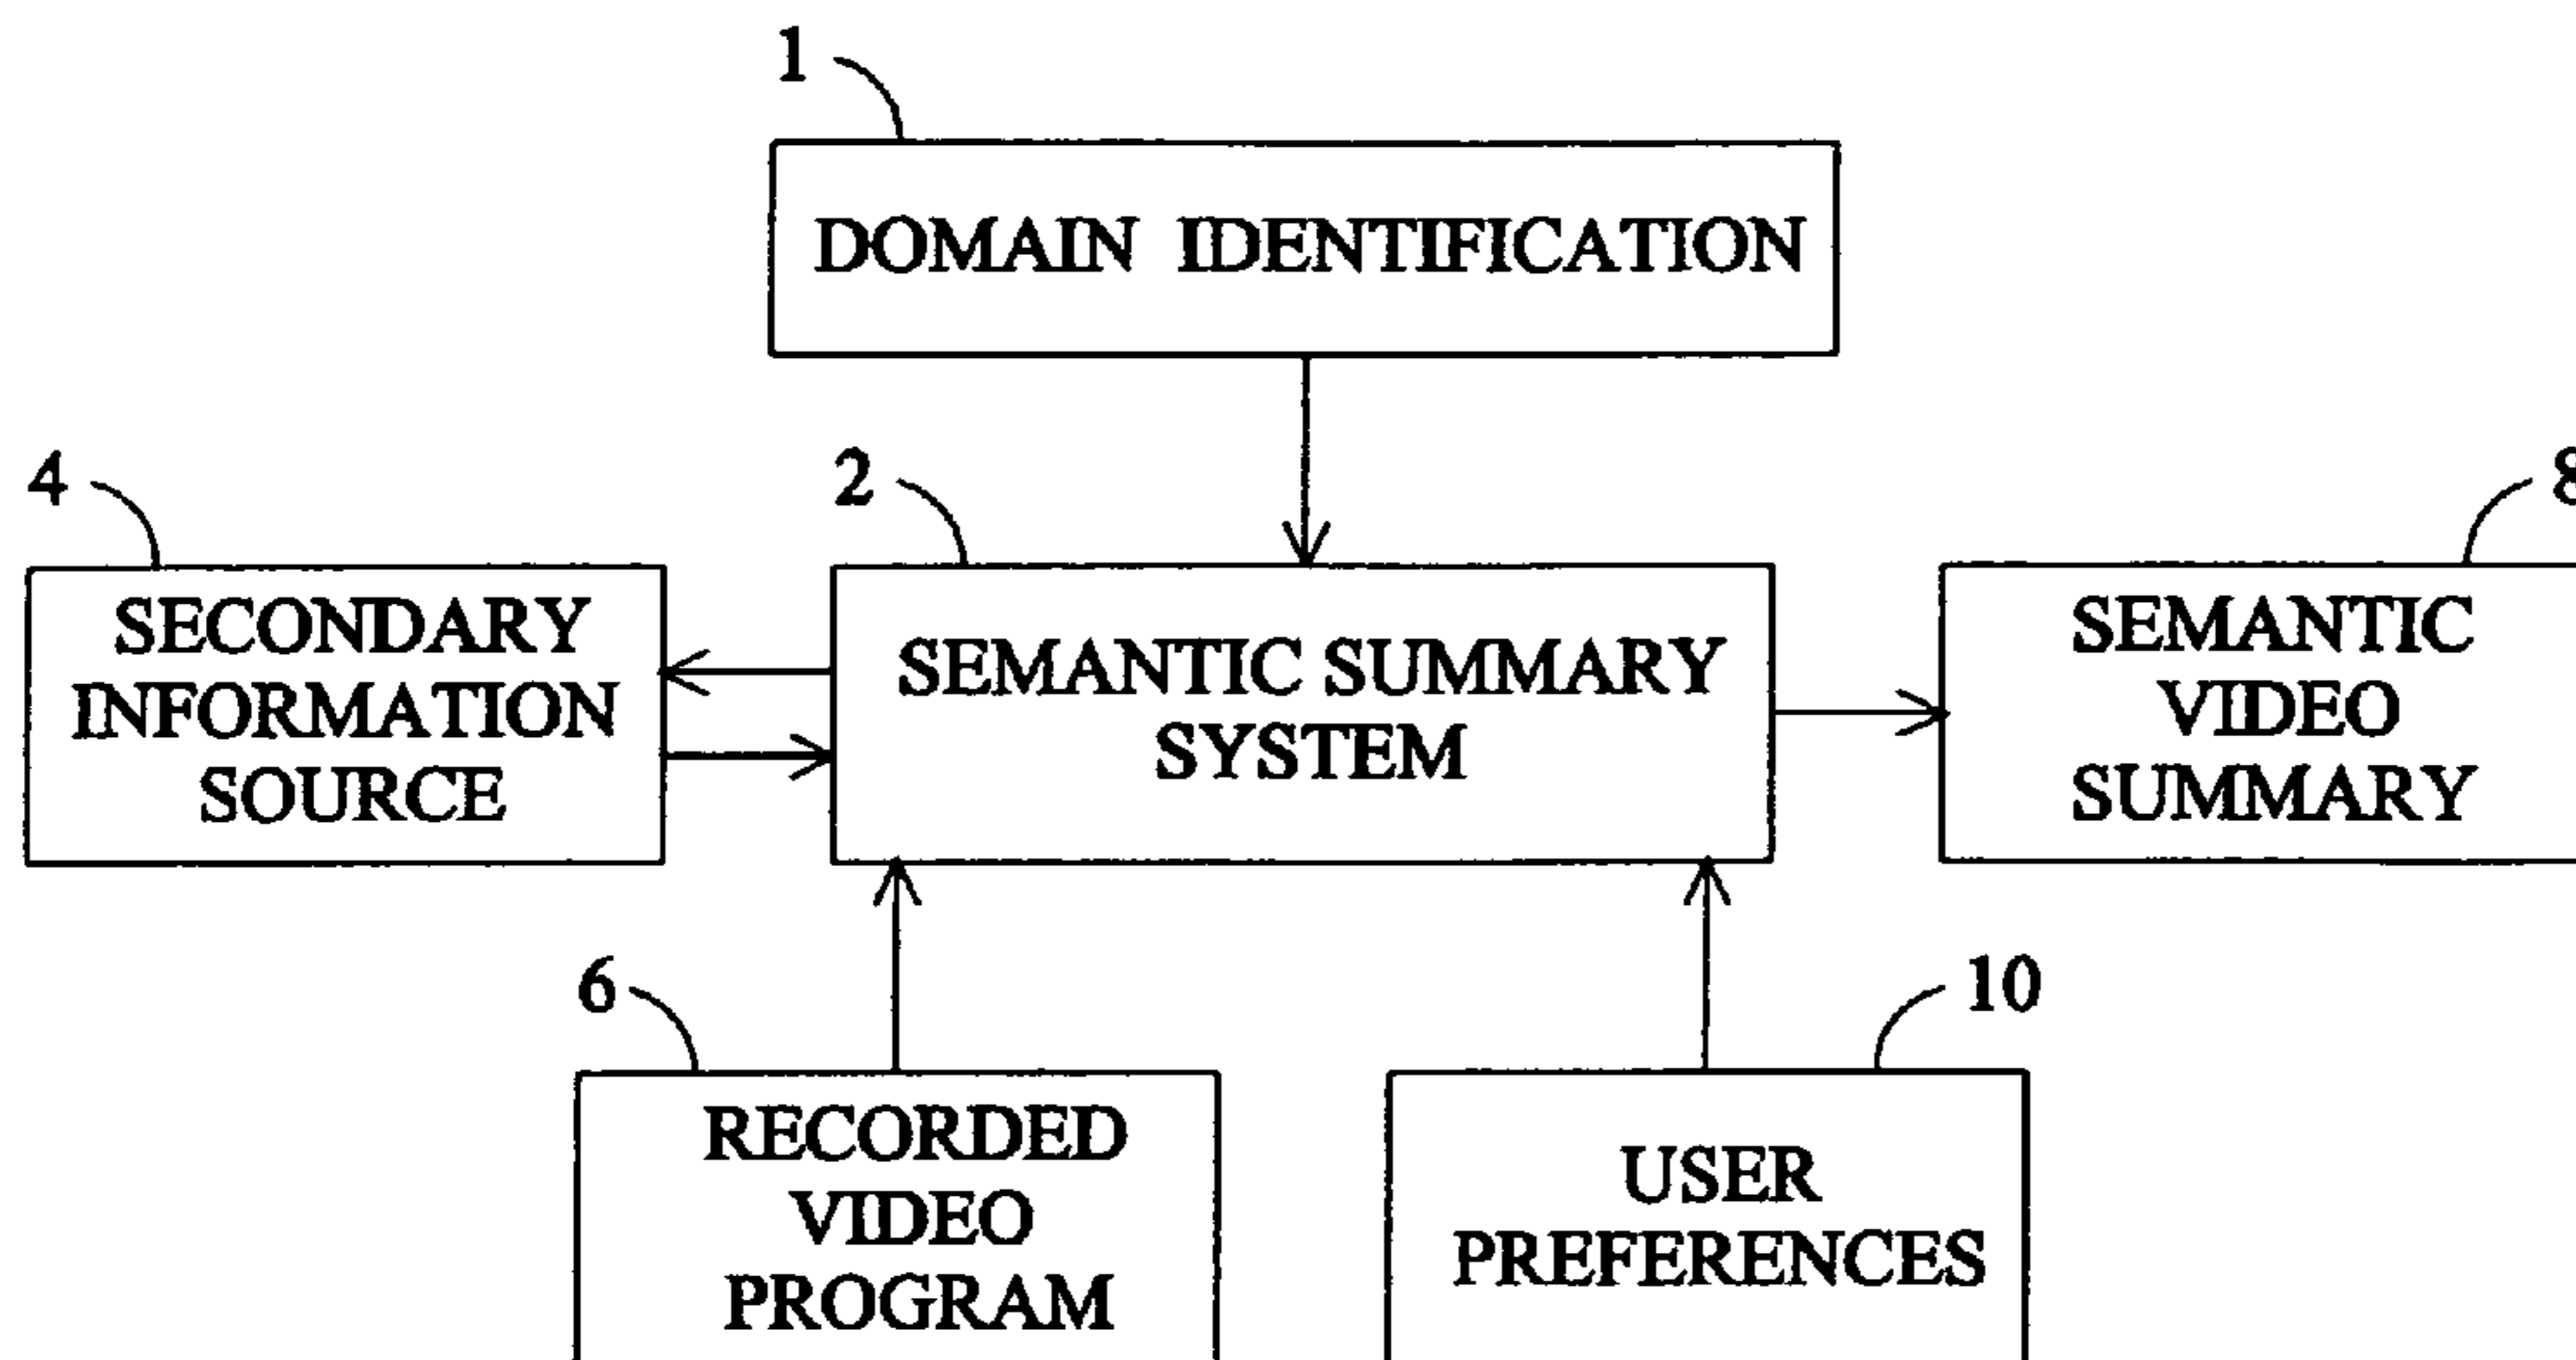 1
DOMAIN IDENTIFICATION
4
2
8
SECONDARY
INFORMATION
SOURCE
SEMANTIC SUMMARY
SYSTEM
SEMANTIC
VIDEO
SUMMARY
6
10
RECORDED
VIDEO
PROGRAM
USER
PREFERENCES